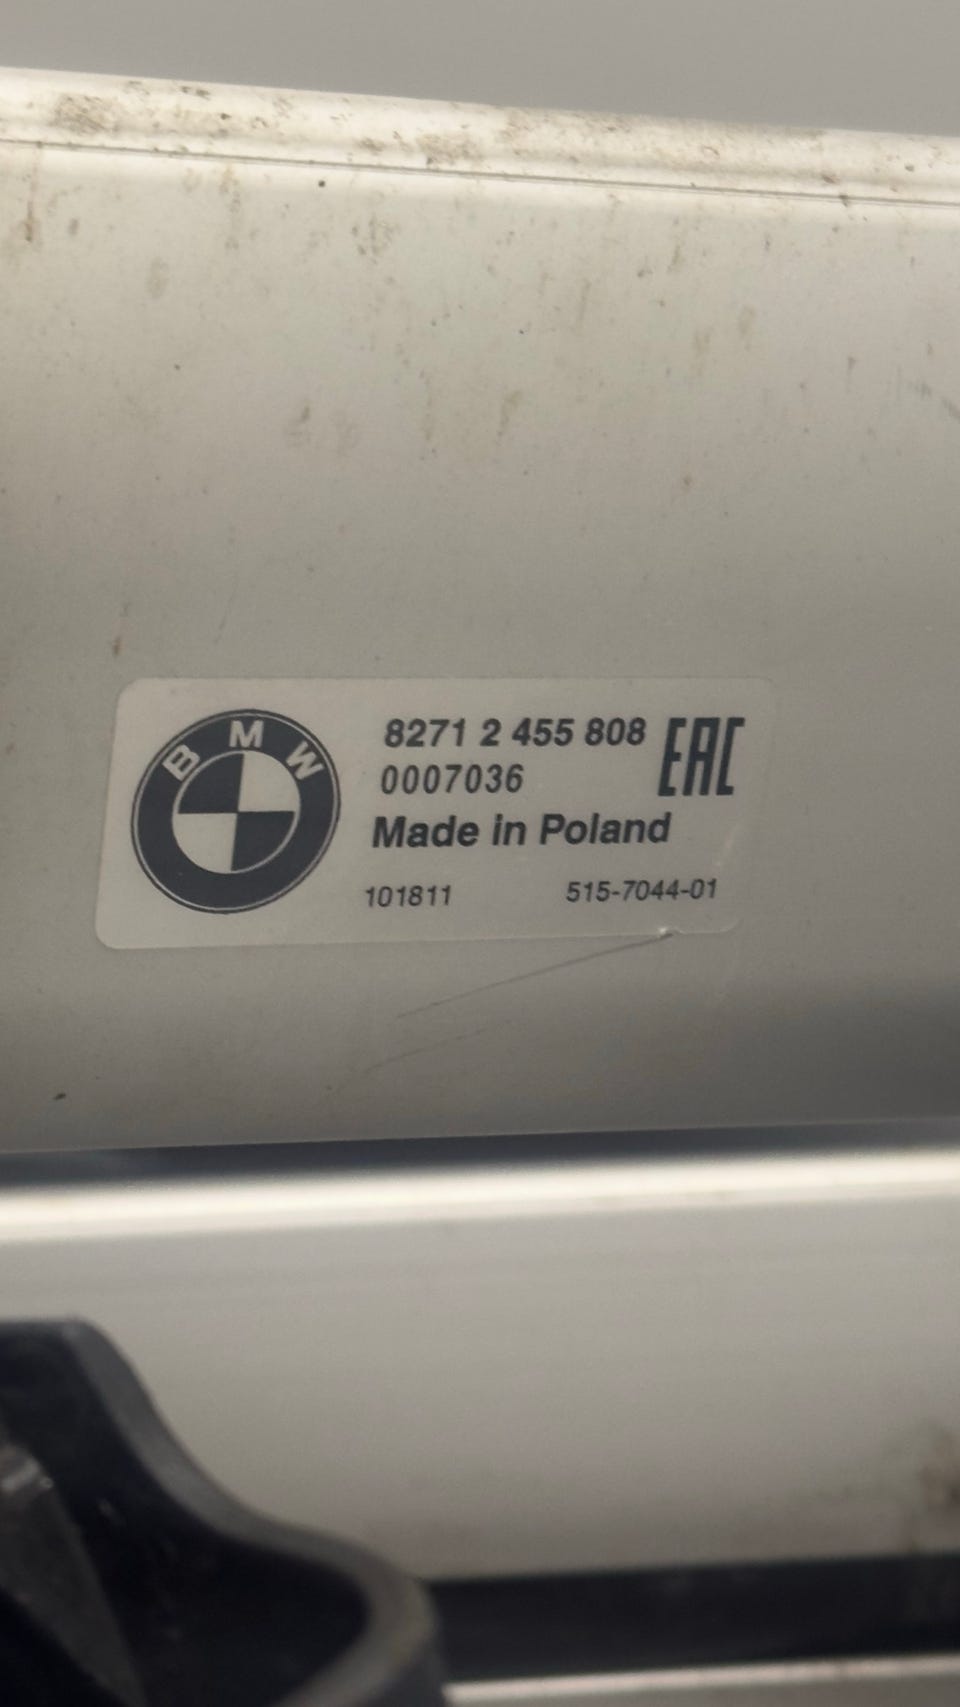 BMW
8271 2 455 808 EAC
0007036
Made in Poland
101811 515-7044-01